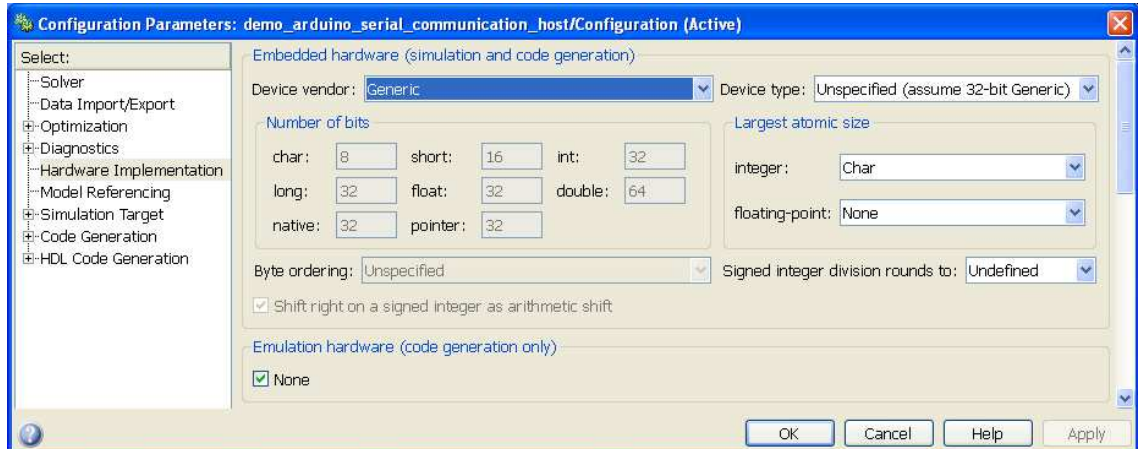 Configuration Parameters: demo_arduino_serial_communication_host/Configuration (Active)
Select:
Solver
Data Import/Export
Optimization
Diagnostics
Hardware Implementation
Model Referencing
Simulation Target
Code Generation
HDL Code Generation
Embedded hardware (simulation and code generation)
Device vendor: Generic Device type: Unspecified (assume 32-bit Generic)
Number of bits
char: 8 short: 16 int: 32
long: 32 float: 32 double: 64
native: 32 pointer: 32
Largest atomic size
integer: Char
floating-point: None
Byte ordering: Unspecified Signed integer division rounds to: Undefined
Shift right on a signed integer as arithmetic shift
Emulation hardware (code generation only)
None
? OK Cancel Help Apply